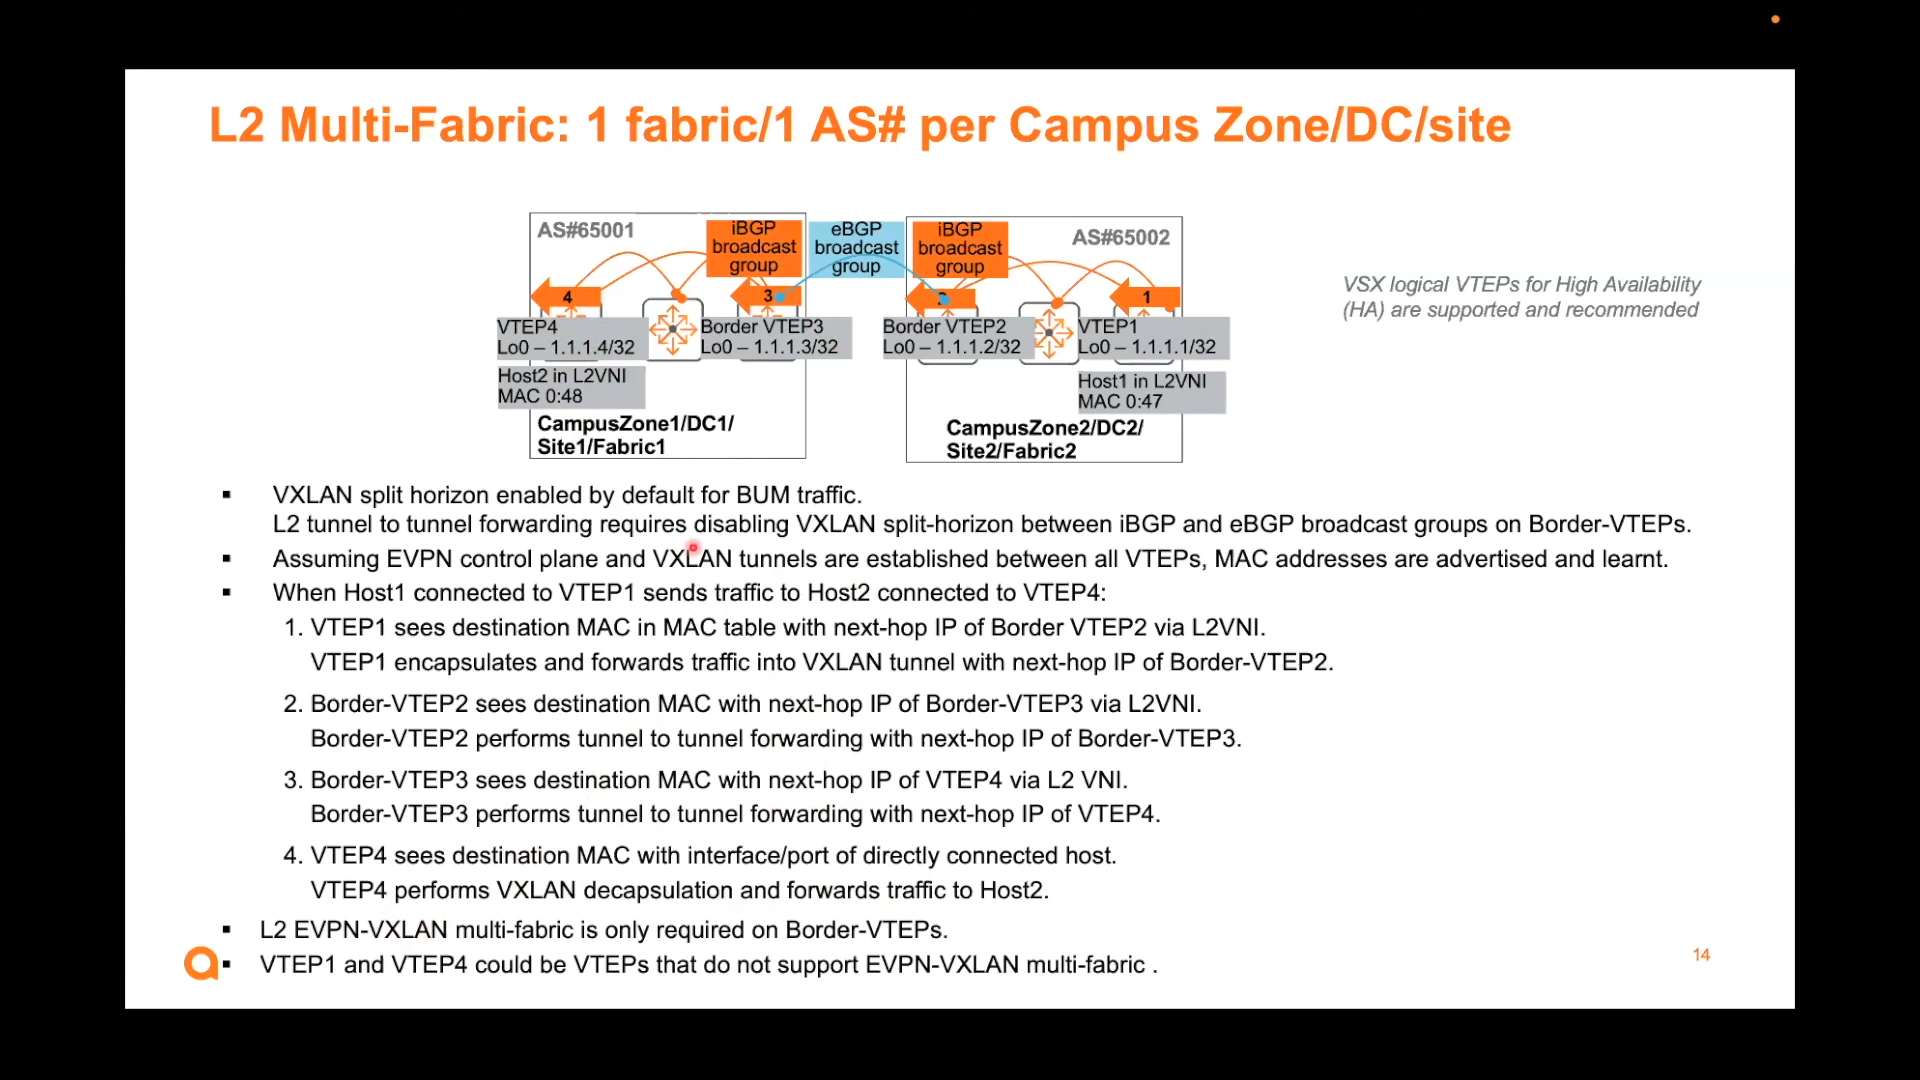 L2 Multi-Fabric: 1 fabric/1 AS# per Campus Zone/DC/site
AS#65001
iBGP
broadcast
group
eBGP
broadcast
group
iBGP
broadcast
group
AS#65002
VSX logical VTEPs for High Availability
(HA) are supported and recommended
4
3
1
VTEP4
Lo0 – 1.1.1.4/32
Border VTEP3
Lo0 – 1.1.1.3/32
Border VTEP2
Lo0 – 1.1.1.2/32
VTEP1
Lo0 – 1.1.1.1/32
Host2 in L2VNI
MAC 0:48
Host1 in L2VNI
MAC 0:47
CampusZone1/DC1/
Site1/Fabric1
CampusZone2/DC2/
Site2/Fabric2
▪ VXLAN split horizon enabled by default for BUM traffic.
L2 tunnel to tunnel forwarding requires disabling VXLAN split-horizon between iBGP and eBGP broadcast groups on Border-VTEPs.
▪ Assuming EVPN control plane and VXLAN tunnels are established between all VTEPs, MAC addresses are advertised and learnt.
▪ When Host1 connected to VTEP1 sends traffic to Host2 connected to VTEP4:
1. VTEP1 sees destination MAC in MAC table with next-hop IP of Border VTEP2 via L2VNI.
VTEP1 encapsulates and forwards traffic into VXLAN tunnel with next-hop IP of Border-VTEP2.
2. Border-VTEP2 sees destination MAC with next-hop IP of Border-VTEP3 via L2VNI.
Border-VTEP2 performs tunnel to tunnel forwarding with next-hop IP of Border-VTEP3.
3. Border-VTEP3 sees destination MAC with next-hop IP of VTEP4 via L2 VNI.
Border-VTEP3 performs tunnel to tunnel forwarding with next-hop IP of VTEP4.
4. VTEP4 sees destination MAC with interface/port of directly connected host.
VTEP4 performs VXLAN decapsulation and forwards traffic to Host2.
▪ L2 EVPN-VXLAN multi-fabric is only required on Border-VTEPs.
▪ VTEP1 and VTEP4 could be VTEPs that do not support EVPN-VXLAN multi-fabric .
14